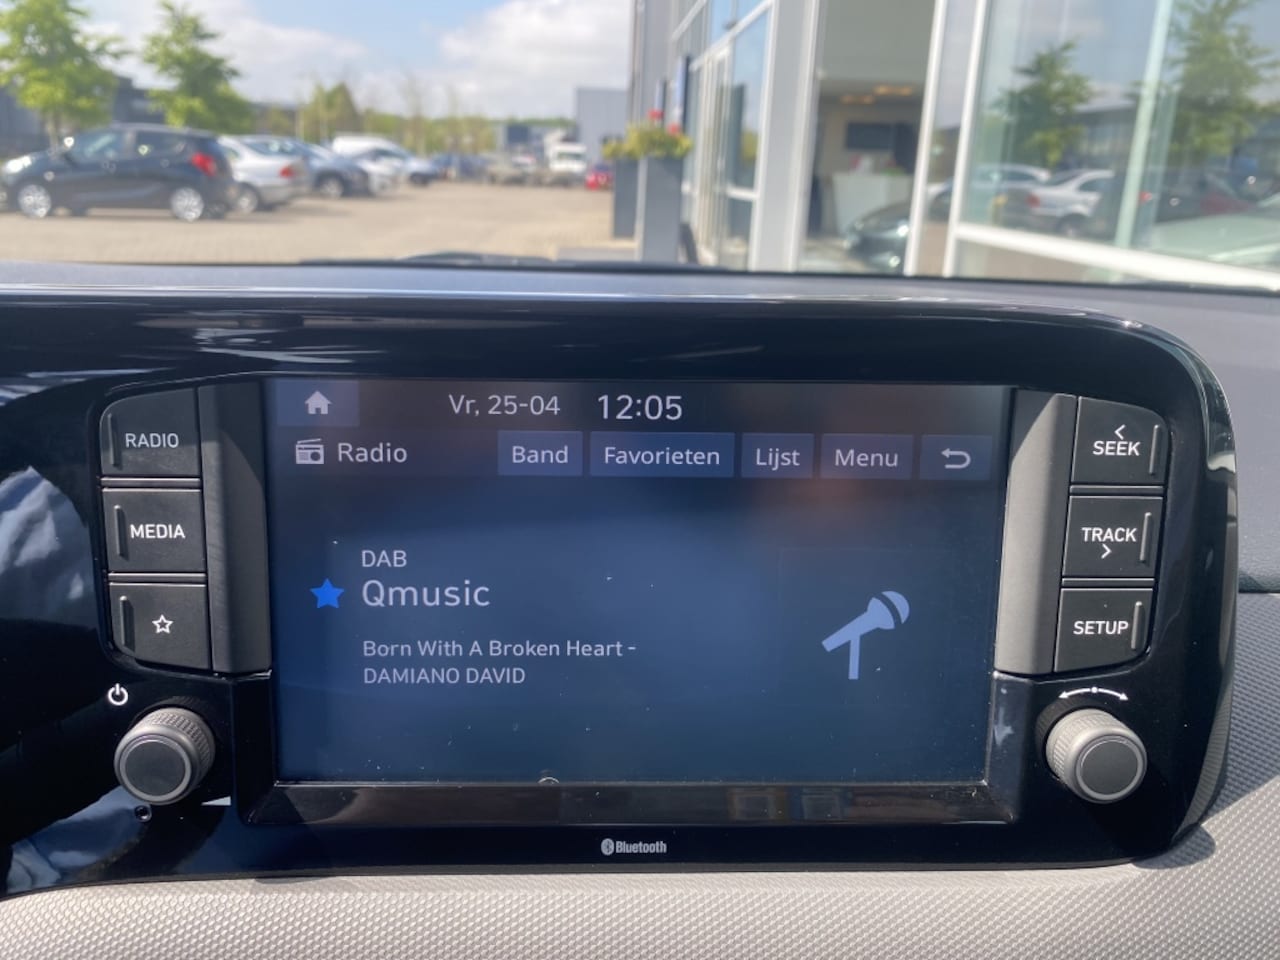 Vr, 25-04 12:05
Radio Band Favorieten Lijst Menu
RADIO
MEDIA
DAB
Qmusic
Born With A Broken Heart -
DAMIANO DAVID
< SEEK
TRACK >
SETUP
Bluetooth